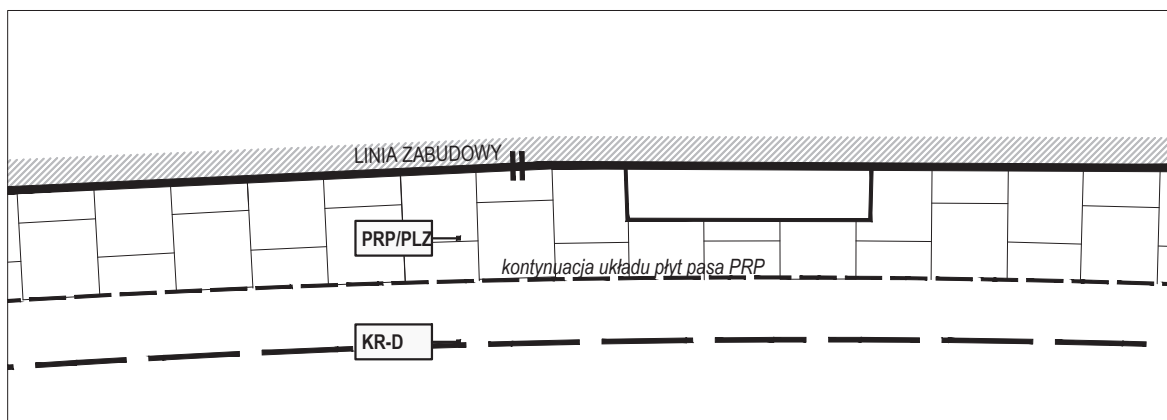 LINIA ZABUDOWY
PRP/PLZ
kontynuacja układu płyt pasa PRP
KR-D